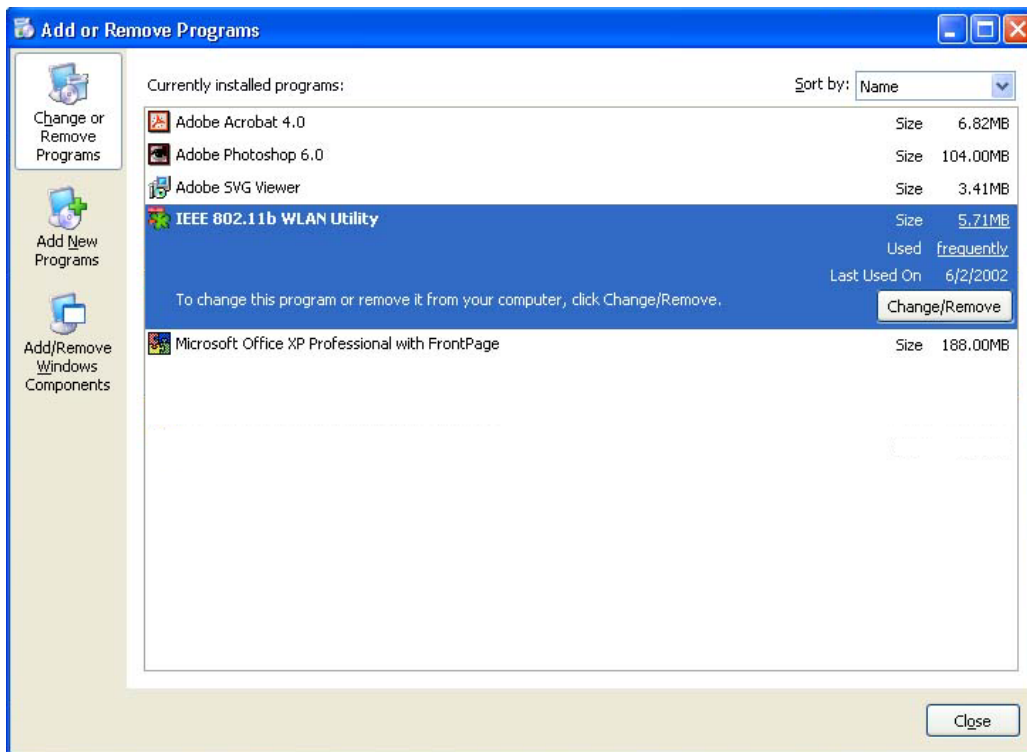 Add or Remove Programs
Change or
Remove
Programs
Add New
Programs
Add/Remove
Windows
Components
Currently installed programs:
Sort by: Name
Adobe Acrobat 4.0 Size 6.82MB
Adobe Photoshop 6.0 Size 104.00MB
Adobe SVG Viewer Size 3.41MB
IEEE 802.11b WLAN Utility Size 5.71MB
Used frequently
Last Used On 6/2/2002
To change this program or remove it from your computer, click Change/Remove. Change/Remove
Microsoft Office XP Professional with FrontPage Size 188.00MB
Close